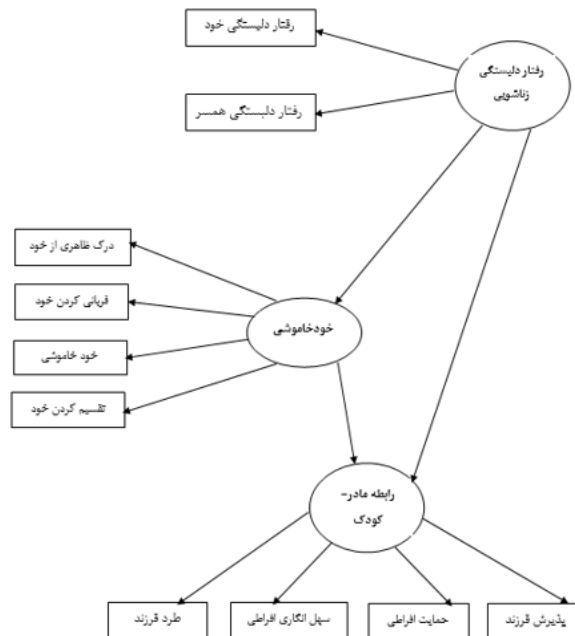 رفتار دلبستگی خود
رفتار دلبستگی
زناشویی
رفتار دلبستگی همسر
درک ظاهری از خود
قربانی کردن خود
خودخاموشی
خود خاموشی
تقسیم کردن خود
رابطه مادر-
کودک
پذیرش فرزند
حمایت افراطی
سهل انگاری افراطی
طرد فرزند